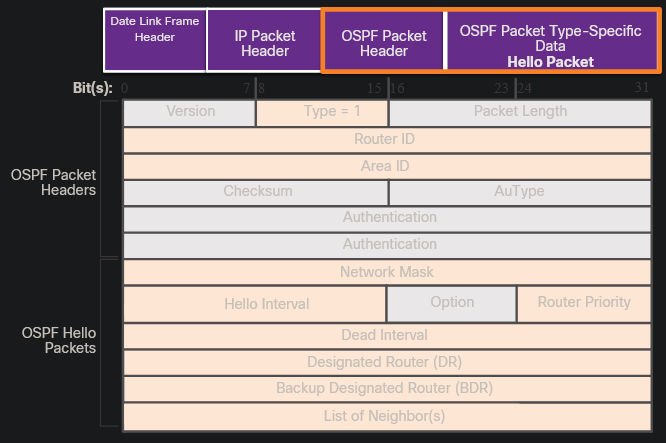 Date Link Frame
Header
IP Packet
Header
OSPF Packet
Header
OSPF Packet Type-Specific
Data
Hello Packet
Bit(s): 0 7 8 15 16 23 24 31
Version Type = 1 Packet Length
Router ID
Area ID
OSPF Packet
Headers
Checksum AuType
Authentication
Authentication
Network Mask
Hello Interval Option Router Priority
OSPF Hello
Packets
Dead Interval
Designated Router (DR)
Backup Designated Router (BDR)
List of Neighbor(s)